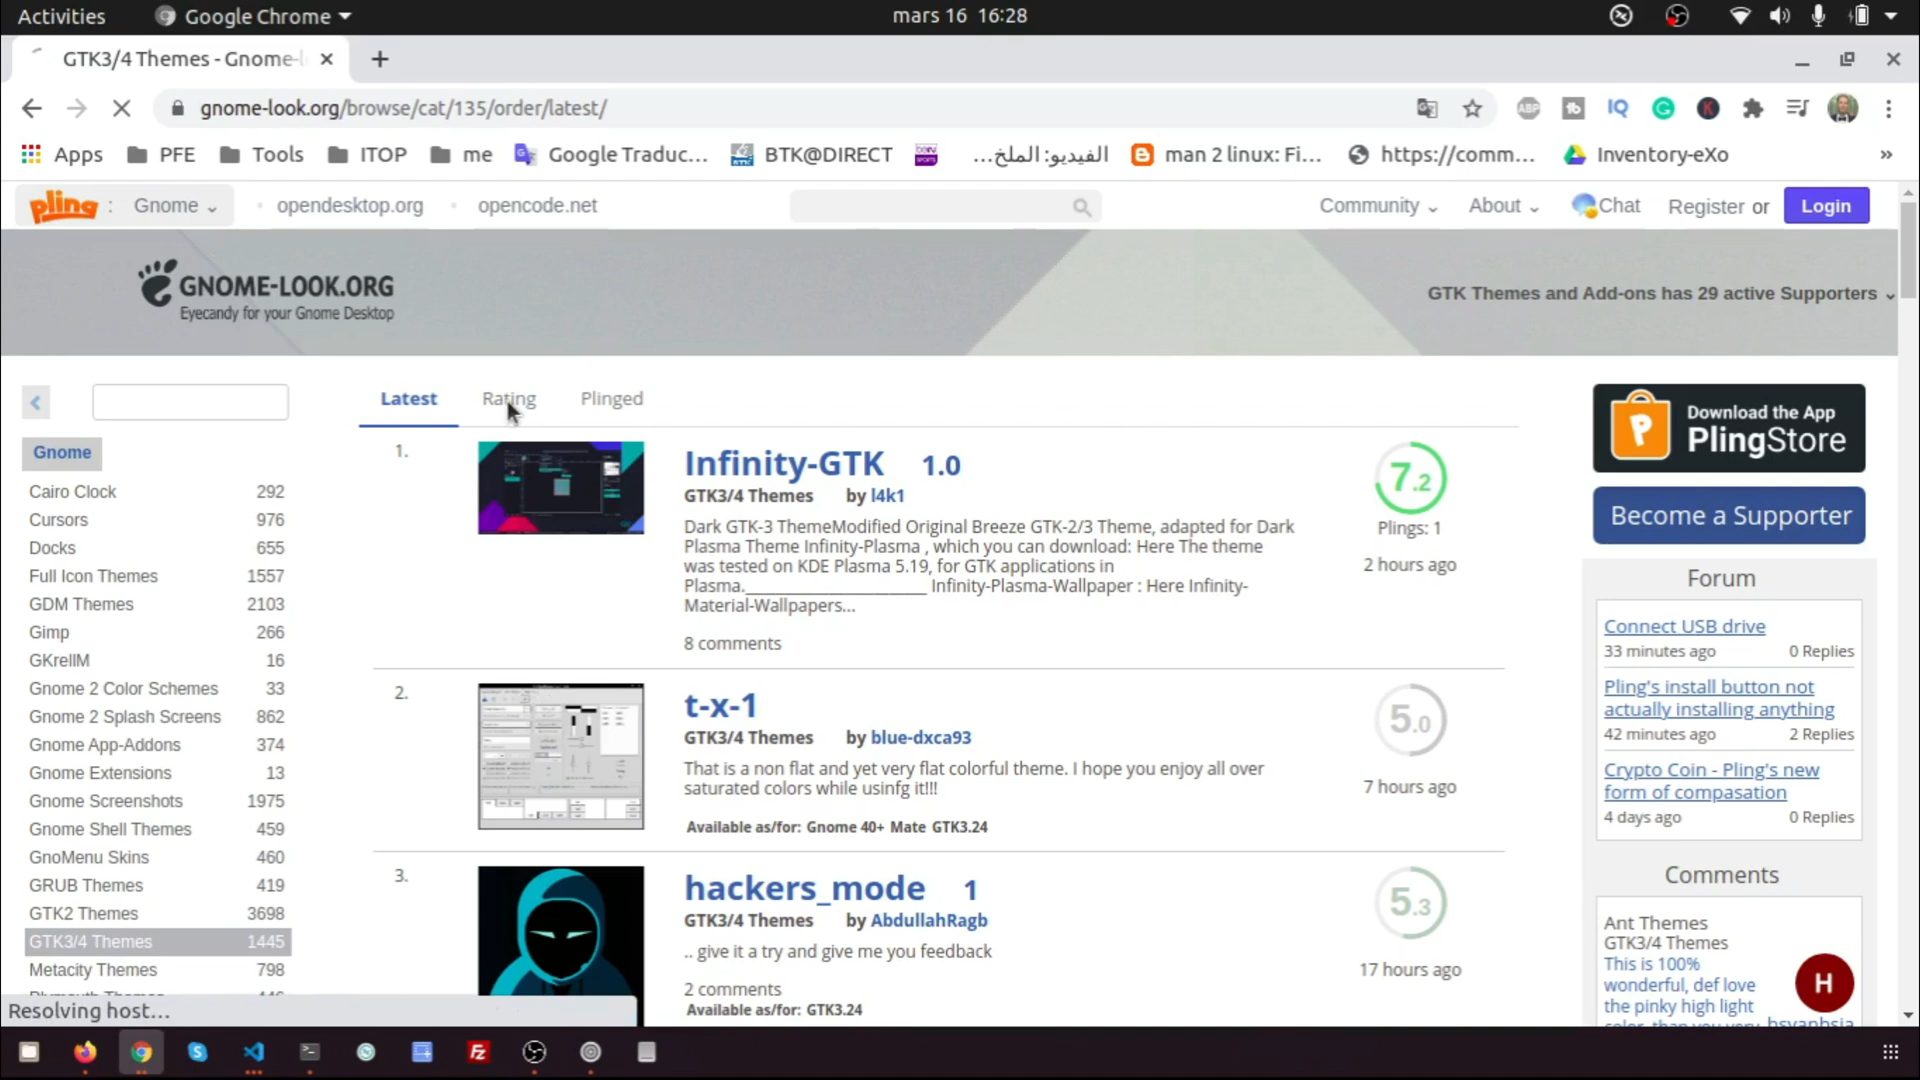 Activities
Google Chrome
mars 16 16:28
GTK3/4 Themes - Gnome-l
gnome-look.org/browse/cat/135/order/latest/
Apps
PFE
Tools
ITOP
me
Google Traduc...
BTK@DIRECT
الفيديو: الملخ...
man 2 linux: Fi...
https://comm...
Inventory-eXo
»
pling :
Gnome
opendesktop.org
opencode.net
Community
About
Chat
Register or
Login
GNOME-LOOK.ORG
Eyecandy for your Gnome Desktop
GTK Themes and Add-ons has 29 active Supporters
Latest
Rating
Plinged
Gnome
Cairo Clock 292
Cursors 976
Docks 655
Full Icon Themes 1557
GDM Themes 2103
Gimp 266
GKrellM 16
Gnome 2 Color Schemes 33
Gnome 2 Splash Screens 862
Gnome App-Addons 374
Gnome Extensions 13
Gnome Screenshots 1975
Gnome Shell Themes 459
GnoMenu Skins 460
GRUB Themes 419
GTK2 Themes 3698
GTK3/4 Themes 1445
Metacity Themes 798
Resolving host...
1.
Infinity-GTK 1.0
GTK3/4 Themes by l4k1
Dark GTK-3 ThemeModified Original Breeze GTK-2/3 Theme, adapted for Dark
Plasma Theme Infinity-Plasma , which you can download: Here The theme
was tested on KDE Plasma 5.19, for GTK applications in
Plasma.____________________ Infinity-Plasma-Wallpaper : Here Infinity-
Material-Wallpapers...
8 comments
7.2
Plings: 1
2 hours ago
2.
t-x-1
GTK3/4 Themes by blue-dxca93
That is a non flat and yet very flat colorful theme. I hope you enjoy all over
saturated colors while usinfg it!!!
Available as/for: Gnome 40+ Mate GTK3.24
5.0
7 hours ago
3.
hackers_mode 1
GTK3/4 Themes by AbdullahRagb
.. give it a try and give me you feedback
2 comments
Available as/for: GTK3.24
5.3
17 hours ago
Download the App
PlingStore
Become a Supporter
Forum
Connect USB drive
33 minutes ago 0 Replies
Pling's install button not
actually installing anything
42 minutes ago 2 Replies
Crypto Coin - Pling's new
form of compasation
4 days ago 0 Replies
Comments
Ant Themes
GTK3/4 Themes
This is 100%
wonderful, def love
the pinky high light
H